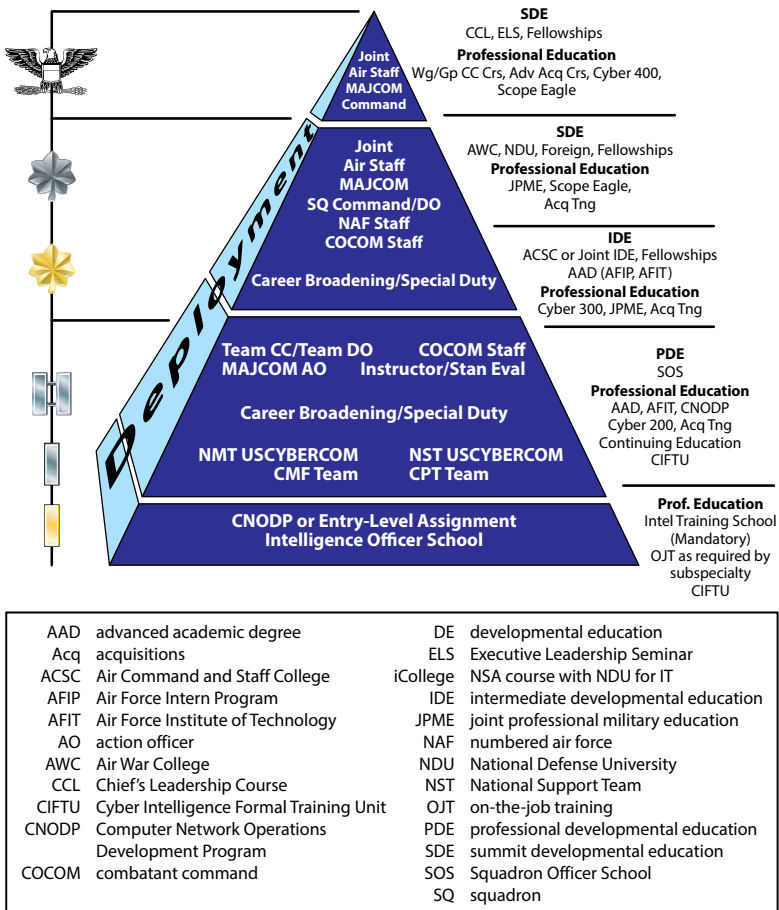 SDE
CCL, ELS, Fellowships
Professional Education
Wg/Gp CC Crs, Adv Acq Crs, Cyber 400,
Scope Eagle
Joint
Air Staff
MAJCOM
Command
SDE
AWC, NDU, Foreign, Fellowships
Professional Education
JPME, Scope Eagle,
Acq Tng
Joint
Air Staff
MAJCOM
SQ Command/DO
NAF Staff
COCOM Staff
Career Broadening/Special Duty
IDE
ACSC or Joint IDE, Fellowships
AAD (AFIP, AFIT)
Professional Education
Cyber 300, JPME, Acq Tng
Deployment
Team CC/Team DO COCOM Staff
MAJCOM AO Instructor/Stan Eval
Career Broadening/Special Duty
NMT USCYBERCOM NST USCYBERCOM
CMF Team CPT Team
PDE
SOS
Professional Education
AAD, AFIT, CNODP
Cyber 200, Acq Tng
Continuing Education
CIFTU
CNODP or Entry-Level Assignment
Intelligence Officer School
Prof. Education
Intel Training School
(Mandatory)
OJT as required by
subspecialty
CIFTU
AAD advanced academic degree
Acq acquisitions
ACSC Air Command and Staff College
AFIP Air Force Intern Program
AFIT Air Force Institute of Technology
AO action officer
AWC Air War College
CCL Chief's Leadership Course
CIFTU Cyber Intelligence Formal Training Unit
CNODP Computer Network Operations
Development Program
COCOM combatant command
DE developmental education
ELS Executive Leadership Seminar
iCollege NSA course with NDU for IT
IDE intermediate developmental education
JPME joint professional military education
NAF numbered air force
NDU National Defense University
NST National Support Team
OJT on-the-job training
PDE professional developmental education
SDE summit developmental education
SOS Squadron Officer School
SQ squadron